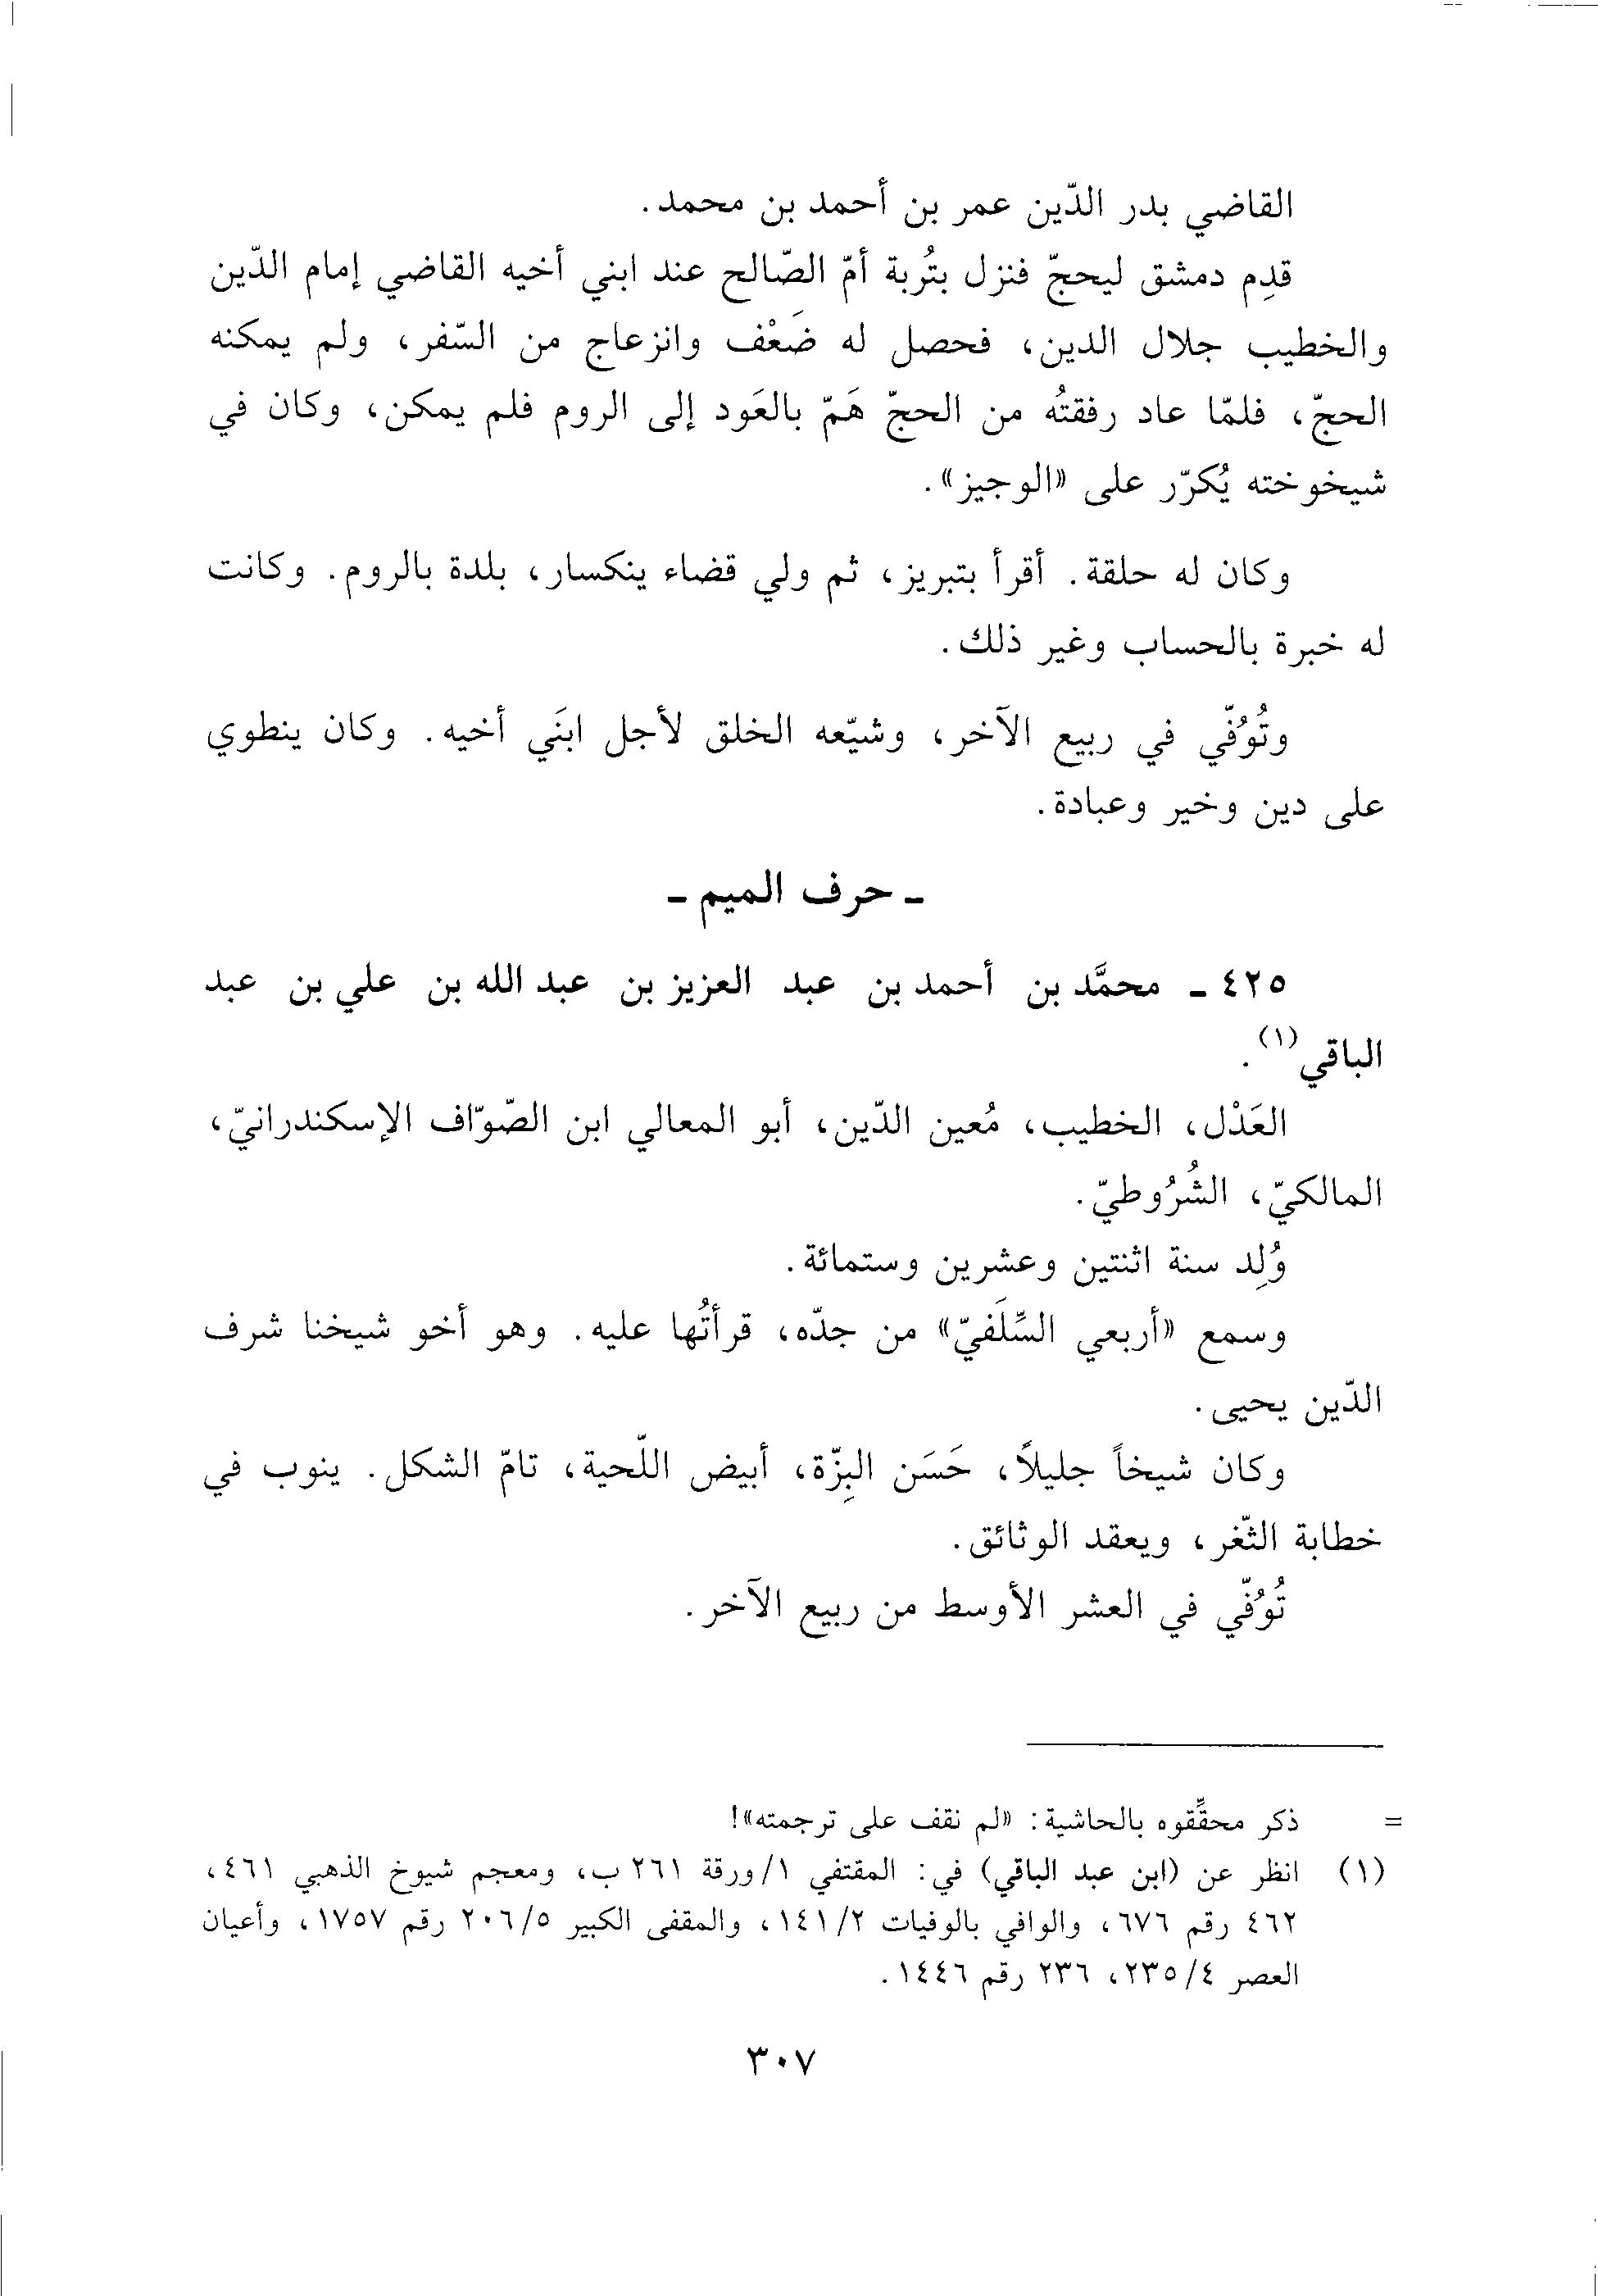 القاضي بدر الدّين عمر بن أحمد بن محمد.
قدِم دمشق ليحجّ فنزل بتُربة أمّ الصّالح عند ابني أخيه القاضي إمام الدّين
والخطيب جلال الدين، فحصل له ضَعْف وانزعاج من السّفر، ولم يمكنه
الحجّ، فلمّا عاد رفقتُه من الحجّ هَمّ بالعَود إلى الروم فلم يمكن، وكان في
شيخوخته يُكرّر على «الوجيز».
وكان له حلقة. أقرأ بتبريز، ثم ولي قضاء ينكسار، بلدة بالروم. وكانت
له خبرة بالحساب وغير ذلك.
وتُوُفّي في ربيع الآخر، وشيّعه الخلق لأجل ابنَي أخيه. وكان ينطوي
على دين وخير وعبادة.
ـ حرف الميم ـ
٤٢٥ ـ محمَّد بن أحمد بن عبد العزيز بن عبد الله بن علي بن عبد
الباقي(١).
العَدْل، الخطيب، مُعين الدّين، أبو المعالي ابن الصّوّاف الإسكندرانيّ،
المالكيّ، الشُرُوطيّ.
وُلِد سنة اثنتين وعشرين وستمائة.
وسمع «أربعي السِّلَفيّ» من جدّه، قرأتُها عليه. وهو أخو شيخنا شرف
الدّين يحيى.
وكان شيخاً جليلاً، حَسَن البِزّة، أبيض اللّحية، تامّ الشكل. ينوب في
خطابة الثّغر، ويعقد الوثائق.
تُوُفّي في العشر الأوسط من ربيع الآخر.
= ذكر محقِّقوه بالحاشية: «لم نقف على ترجمته»!
(١) انظر عن (ابن عبد الباقي) في: المقتفي ١/ورقة ٢٦١ ب، ومعجم شيوخ الذهبي ٤٦١،
٤٦٢ رقم ٦٧٦، والوافي بالوفيات ١٤١/٢، والمقفى الكبير ٢٠٦/٥ رقم ١٧٥٧، وأعيان
العصر ٢٣٥/٤، ٢٣٦ رقم ١٤٤٦.
٣٠٧